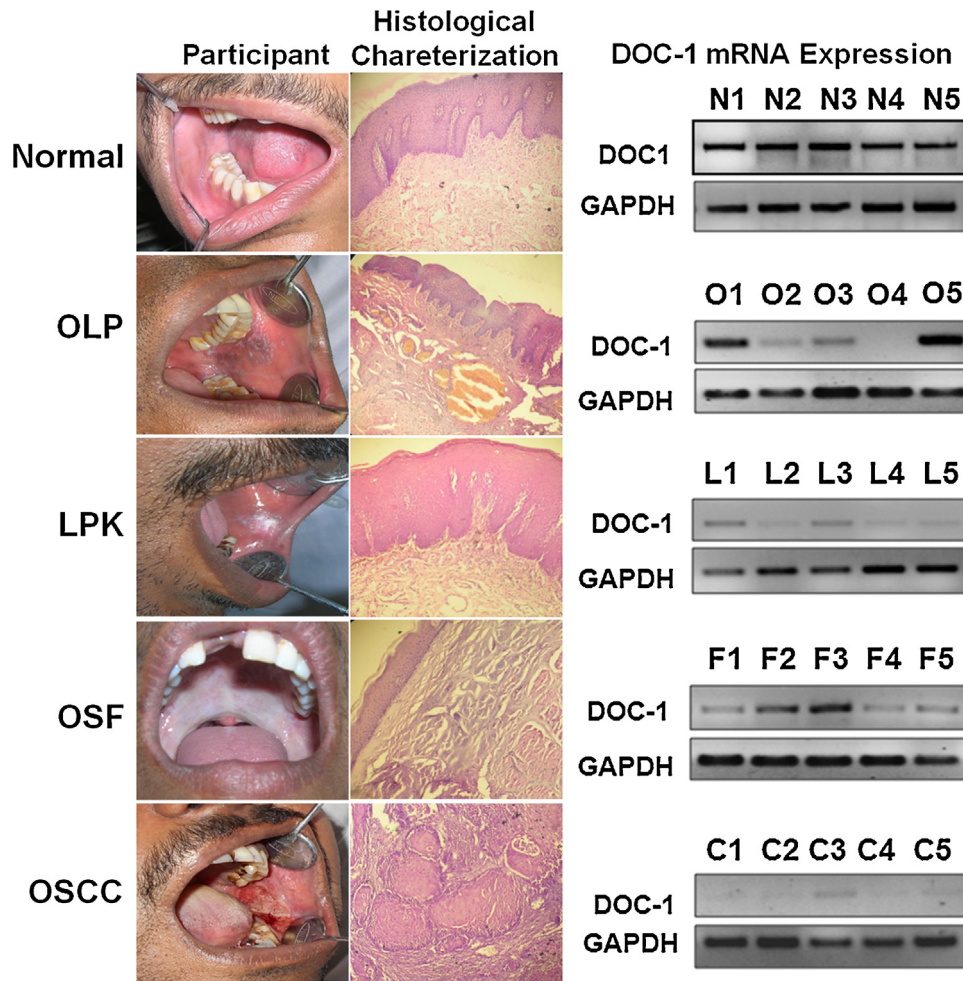 Participant
Histological
Chareterization
DOC-1 mRNA Expression
Normal
N1 N2 N3 N4 N5
DOC1
GAPDH
OLP
O1 O2 O3 O4 O5
DOC-1
GAPDH
LPK
L1 L2 L3 L4 L5
DOC-1
GAPDH
OSF
F1 F2 F3 F4 F5
DOC-1
GAPDH
OSCC
C1 C2 C3 C4 C5
DOC-1
GAPDH